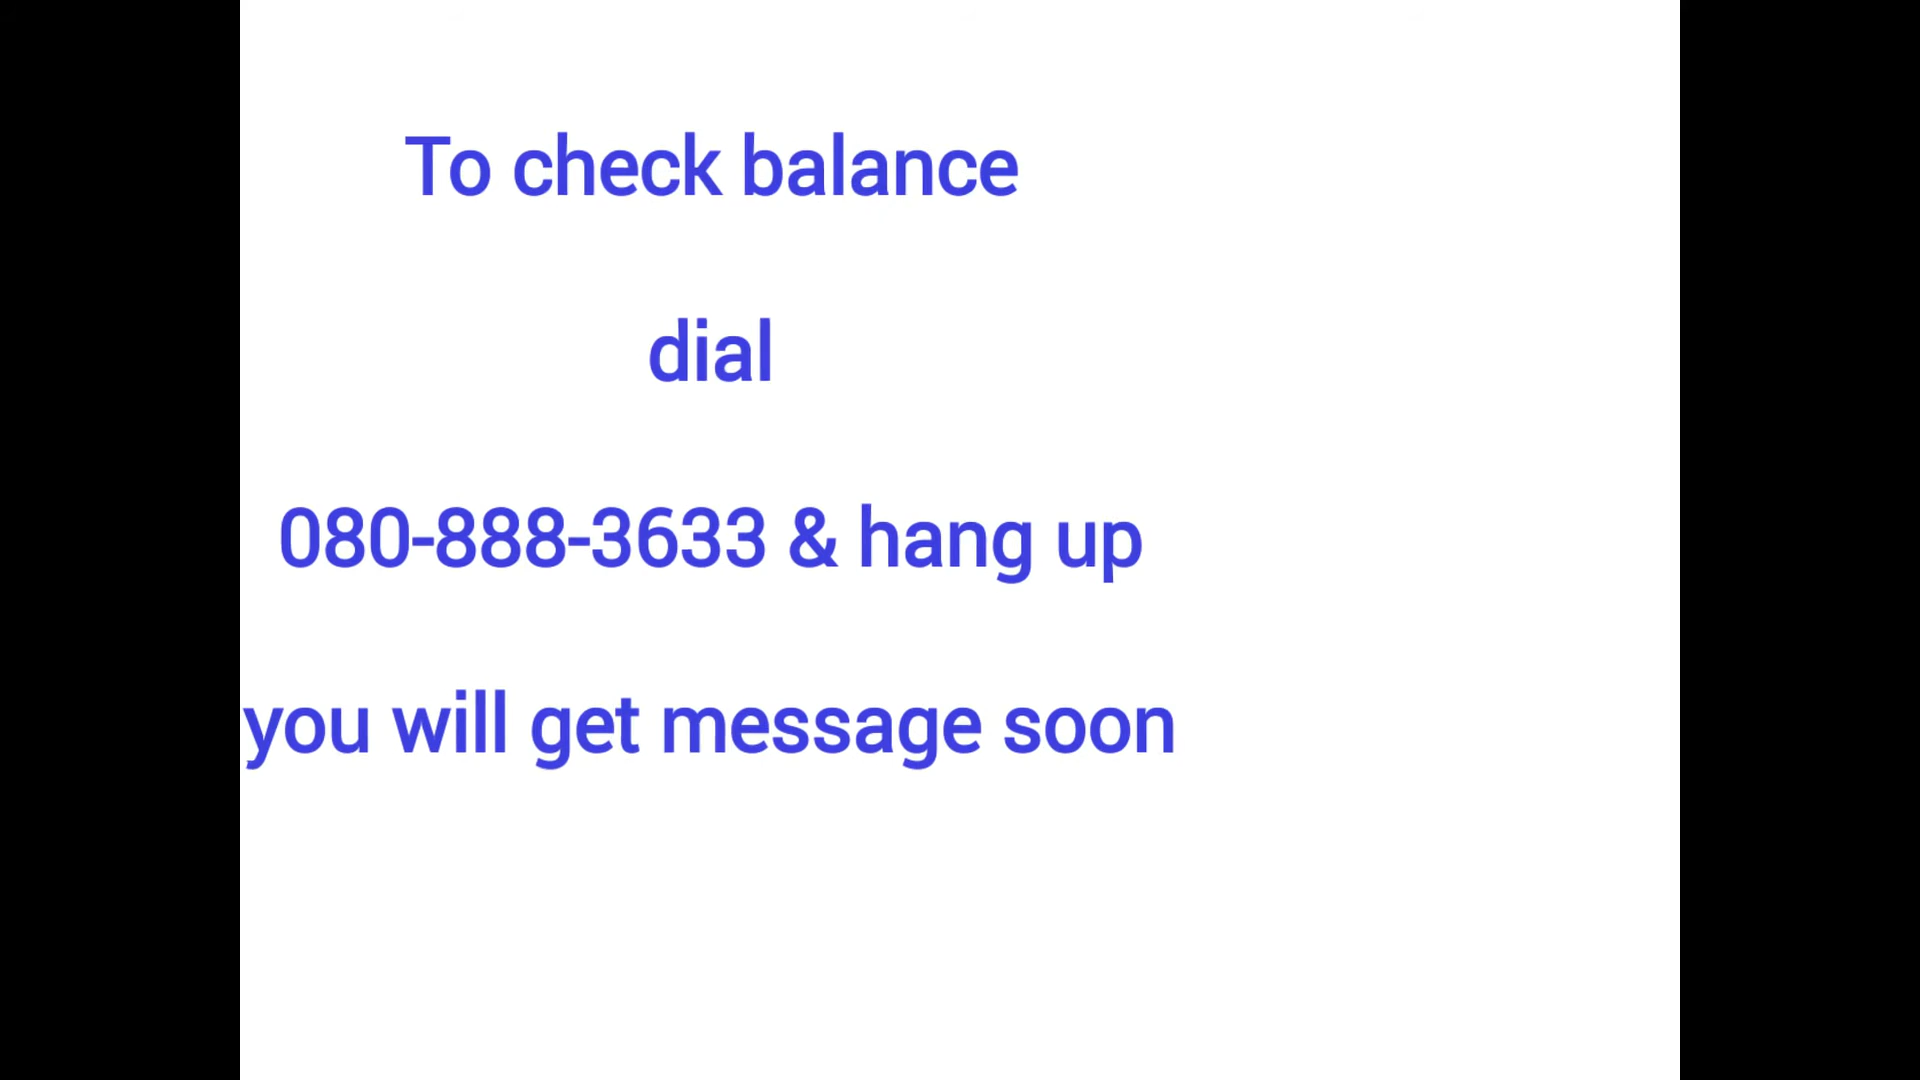 To check balance
dial
080-888-3633 & hang up
you will get message soon